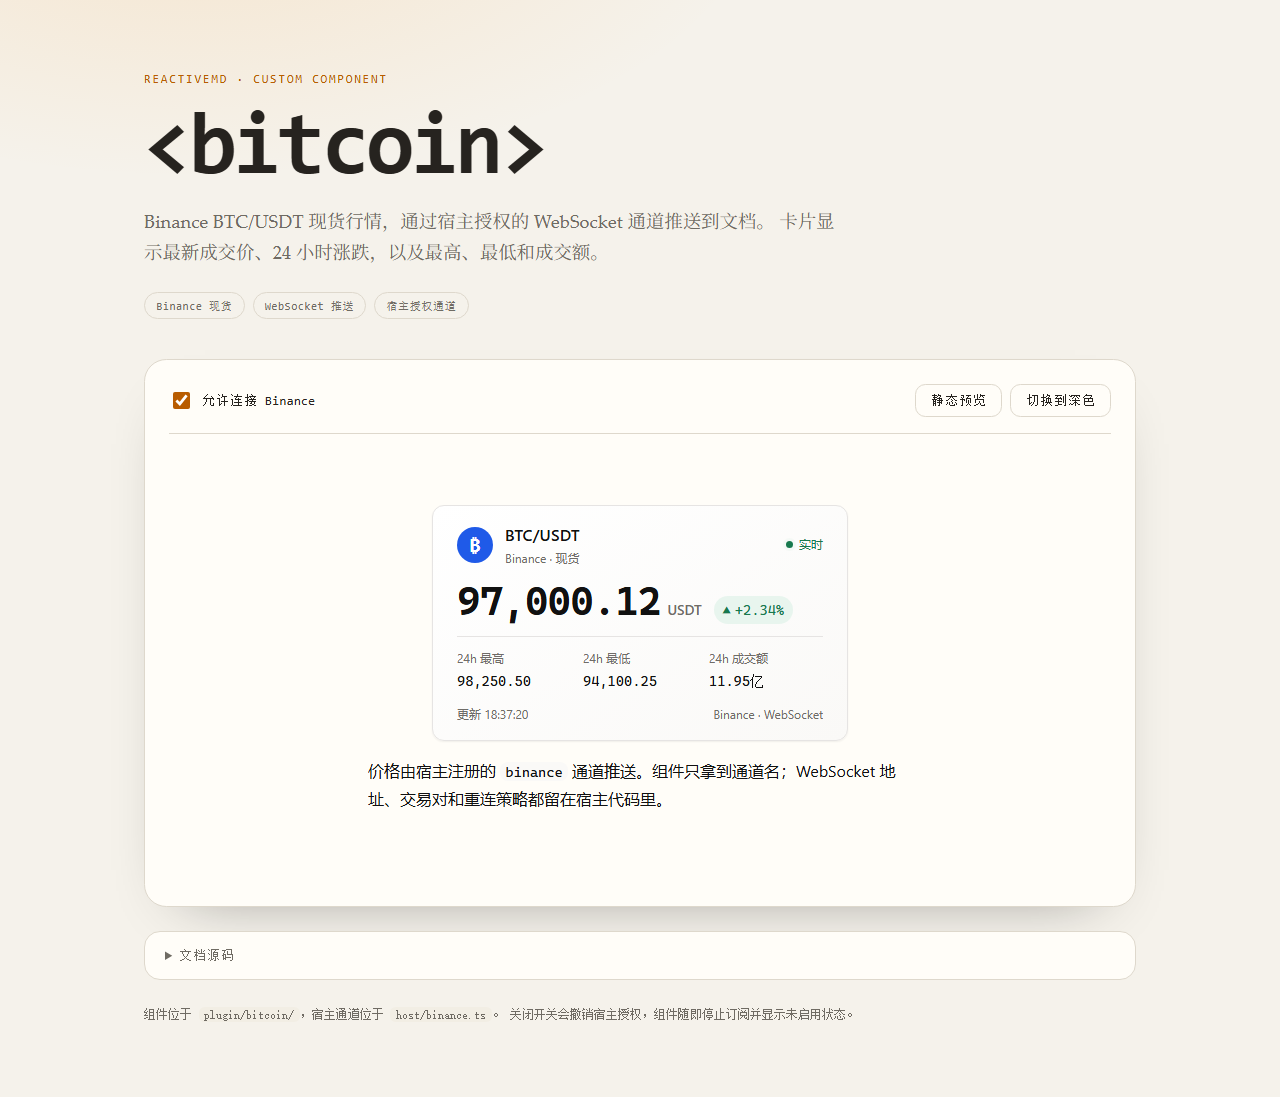 REACTIVEMD · CUSTOM COMPONENT
<bitcoin>
Binance BTC/USDT 现货行情，通过宿主授权的 WebSocket 通道推送到文档。 卡片显
示最新成交价、24 小时涨跌，以及最高、最低和成交额。
Binance 现货
WebSocket 推送
宿主授权通道
允许连接 Binance
静态预览
切换到深色
₿
BTC/USDT
Binance · 现货
实时
97,000.12 USDT ▲ +2.34%
24h 最高
24h 最低
24h 成交额
98,250.50
94,100.25
11.95亿
更新 18:37:20
Binance · WebSocket
价格由宿主注册的 binance 通道推送。组件只拿到通道名；WebSocket 地
址、交易对和重连策略都留在宿主代码里。
▶ 文档源码
组件位于 plugin/bitcoin/ ，宿主通道位于 host/binance.ts 。 关闭开关会撤销宿主授权，组件随即停止订阅并显示未启用状态。